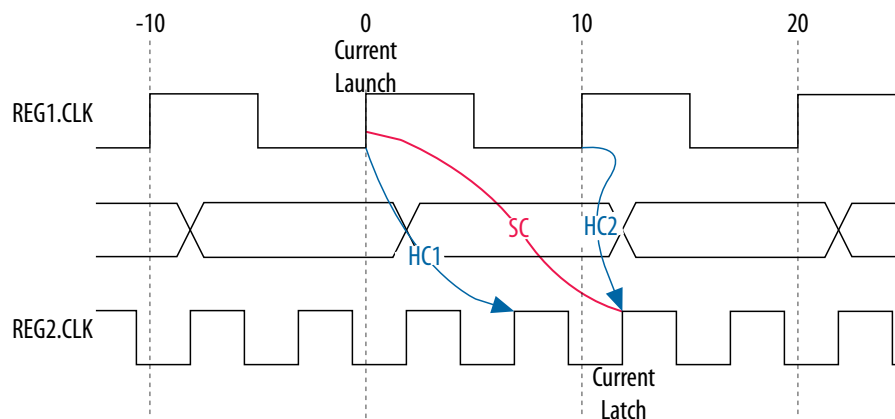 -10 0 10 20
Current
Launch
REG1.CLK
SC
HC2
HC1
REG2.CLK
Current
Latch